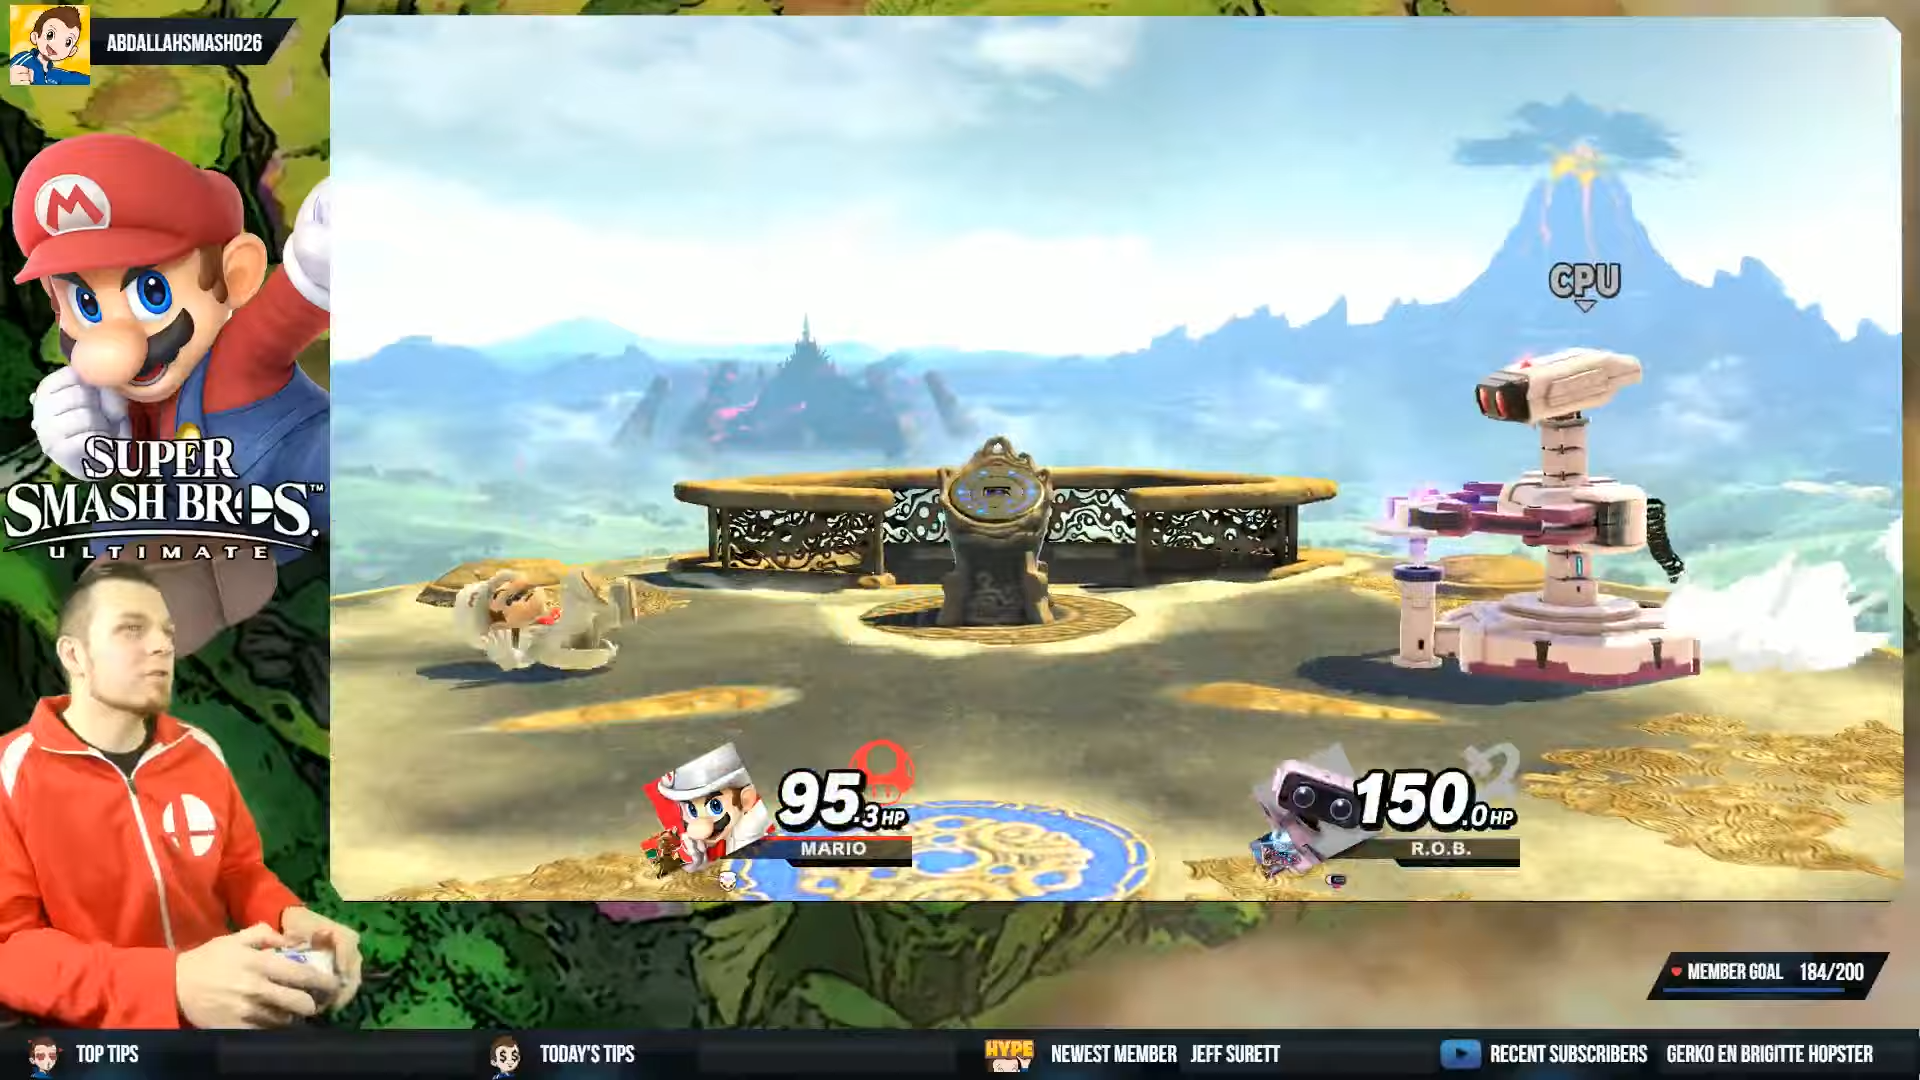 ABDALLAHSMASH026
M
SUPER
SMASH BROS.™
ULTIMATE
CPU
95.3HP
MARIO
150.0HP
R.O.B.
MEMBER GOAL 184/200
TOP TIPS
TODAY'S TIPS
HYPE
NEWEST MEMBER JEFF SURETT
RECENT SUBSCRIBERS GERKO EN BRIGITTE HOPSTER